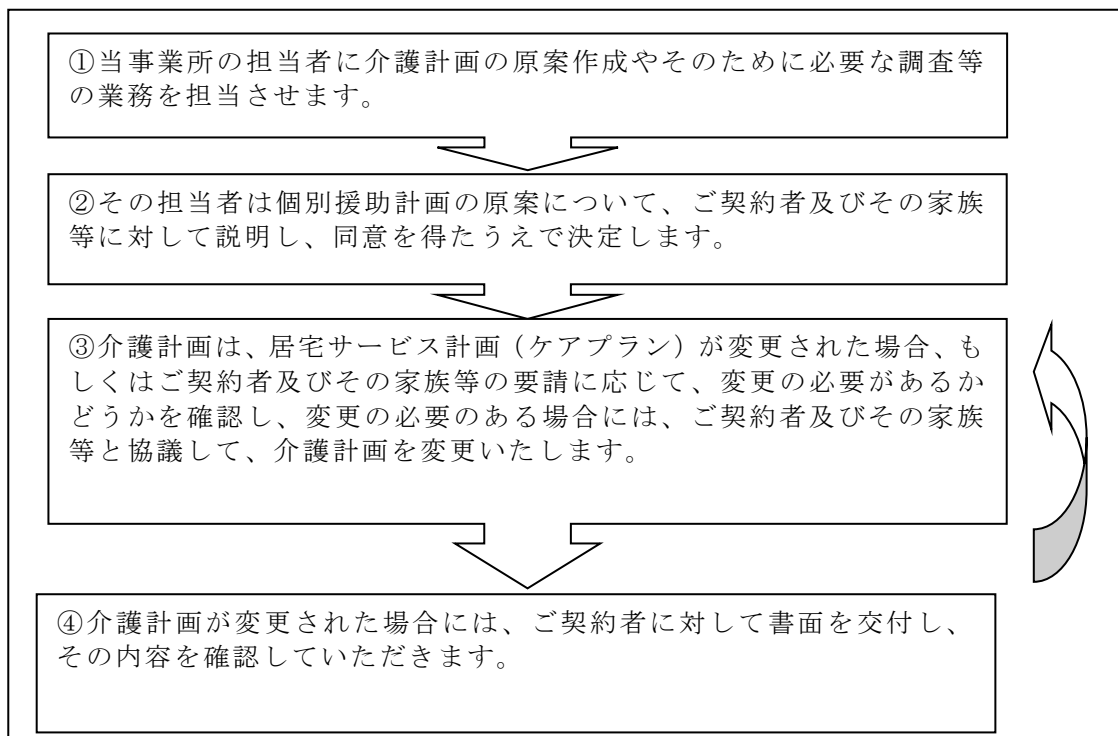 ①当事業所の担当者に介護計画の原案作成やそのために必要な調査等
の業務を担当させます。
②その担当者は個別援助計画の原案について、ご契約者及びその家族
等に対して説明し、同意を得たうえで決定します。
③介護計画は、居宅サービス計画（ケアプラン）が変更された場合、も
しくはご契約者及びその家族等の要請に応じて、変更の必要があるか
どうかを確認し、変更の必要のある場合には、ご契約者及びその家族
等と協議して、介護計画を変更いたします。
④介護計画が変更された場合には、ご契約者に対して書面を交付し、
その内容を確認していただきます。